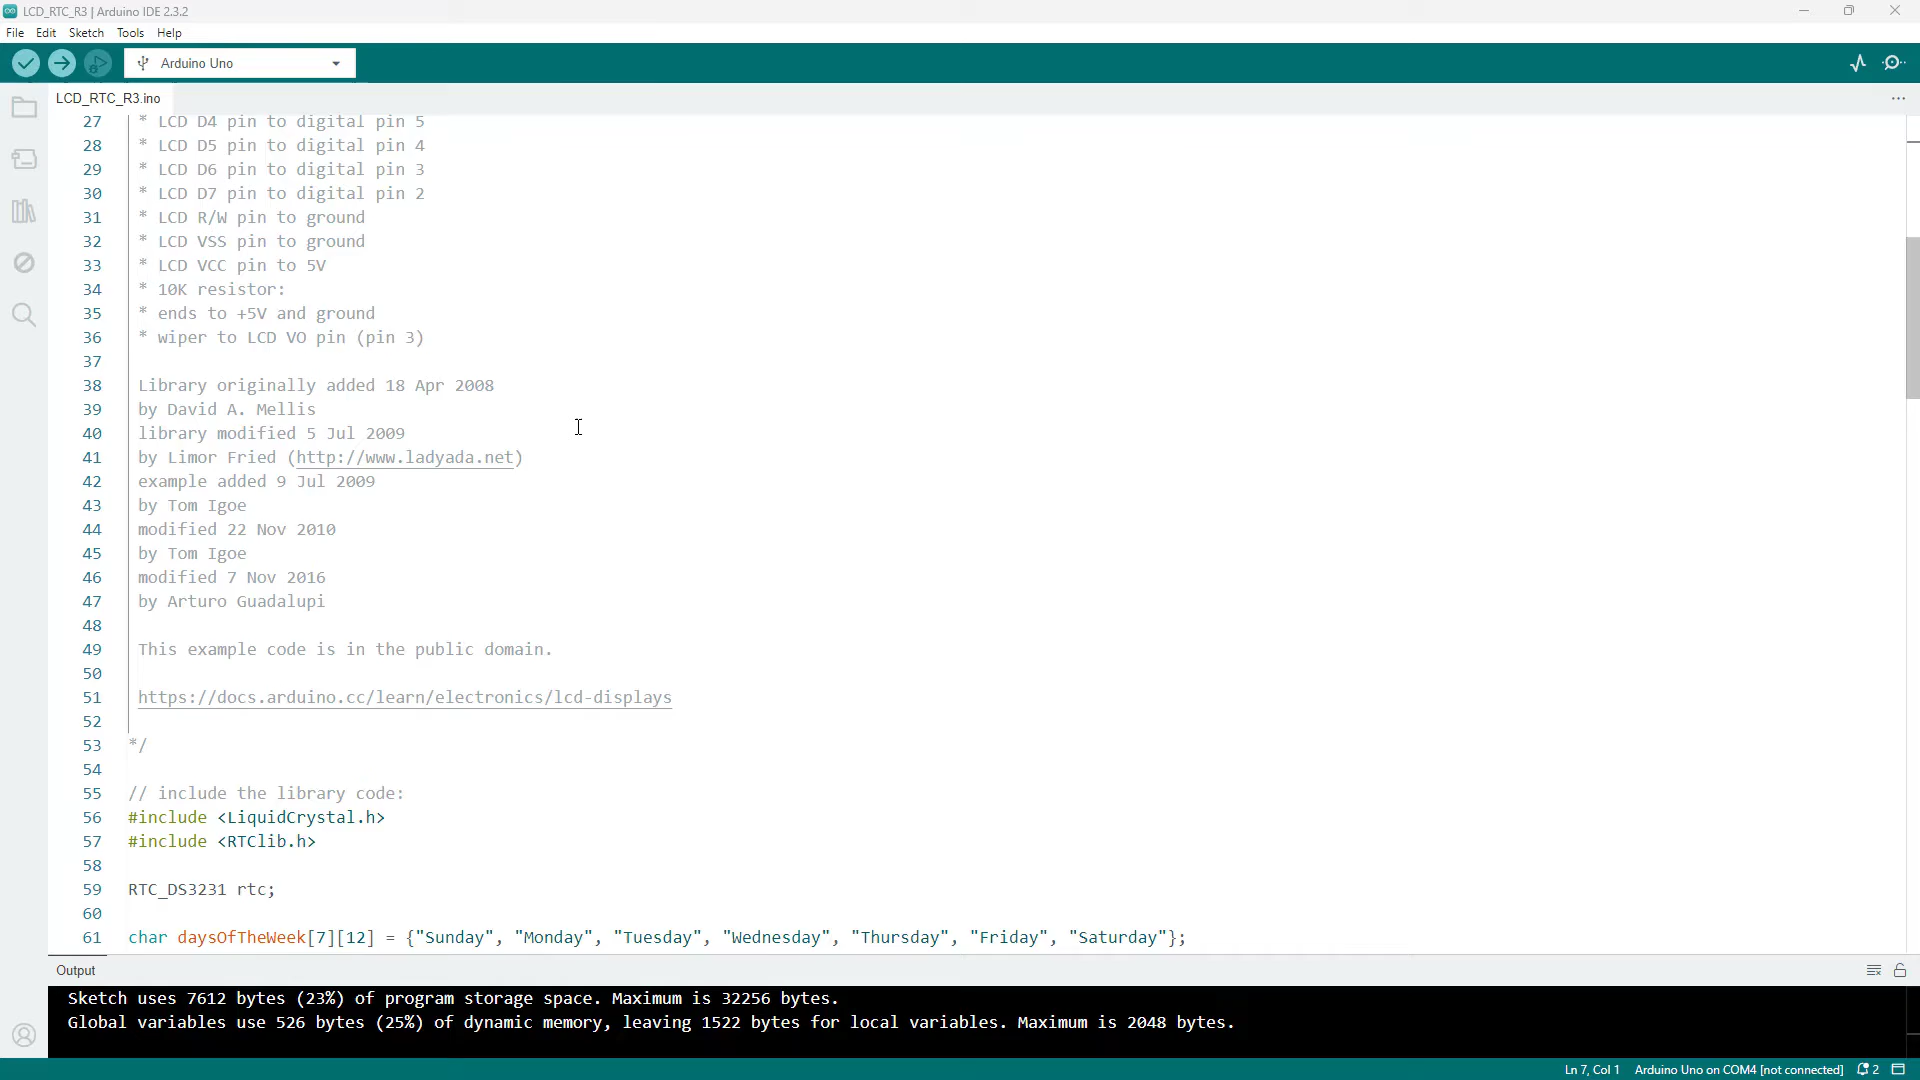 LCD_RTC_R3 | Arduino IDE 2.3.2
File Edit Sketch Tools Help
Arduino Uno
LCD_RTC_R3.ino
27 * LCD D4 pin to digital pin 5
28 * LCD D5 pin to digital pin 4
29 * LCD D6 pin to digital pin 3
30 * LCD D7 pin to digital pin 2
31 * LCD R/W pin to ground
32 * LCD VSS pin to ground
33 * LCD VCC pin to 5V
34 * 10K resistor:
35 * ends to +5V and ground
36 * wiper to LCD VO pin (pin 3)
37
38 Library originally added 18 Apr 2008
39 by David A. Mellis
40 library modified 5 Jul 2009
41 by Limor Fried (http://www.ladyada.net)
42 example added 9 Jul 2009
43 by Tom Igoe
44 modified 22 Nov 2010
45 by Tom Igoe
46 modified 7 Nov 2016
47 by Arturo Guadalupi
48
49 This example code is in the public domain.
50
51 https://docs.arduino.cc/learn/electronics/lcd-displays
52
53 */
54
55 // include the library code:
56 #include <LiquidCrystal.h>
57 #include <RTClib.h>
58
59 RTC_DS3231 rtc;
60
61 char daysOfTheWeek[7][12] = {"Sunday", "Monday", "Tuesday", "Wednesday", "Thursday", "Friday", "Saturday"};
Output
Sketch uses 7612 bytes (23%) of program storage space. Maximum is 32256 bytes.
Global variables use 526 bytes (25%) of dynamic memory, leaving 1522 bytes for local variables. Maximum is 2048 bytes.
Ln 7, Col 1 Arduino Uno on COM4 [not connected] 2